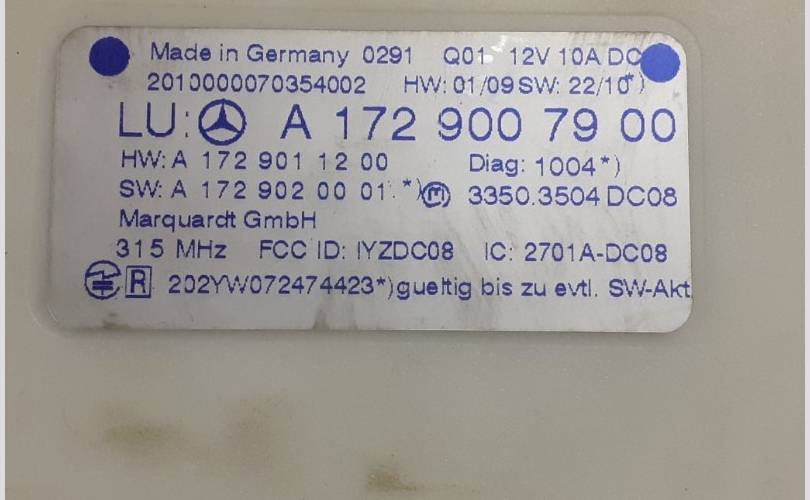 Made in Germany 0291 Q01 12V 10A DC
2010000070354002 HW: 01/09 SW: 22/10*)
LU: A 172 900 79 00
HW: A 172 901 12 00 Diag: 1004*)
SW: A 172 902 00 01 *) M 3350.3504 DC08
Marquardt GmbH
315 MHz FCC ID: IYZDC08 IC: 2701A-DC08
R 202YW072474423*)gueltig bis zu evtl. SW-Akt